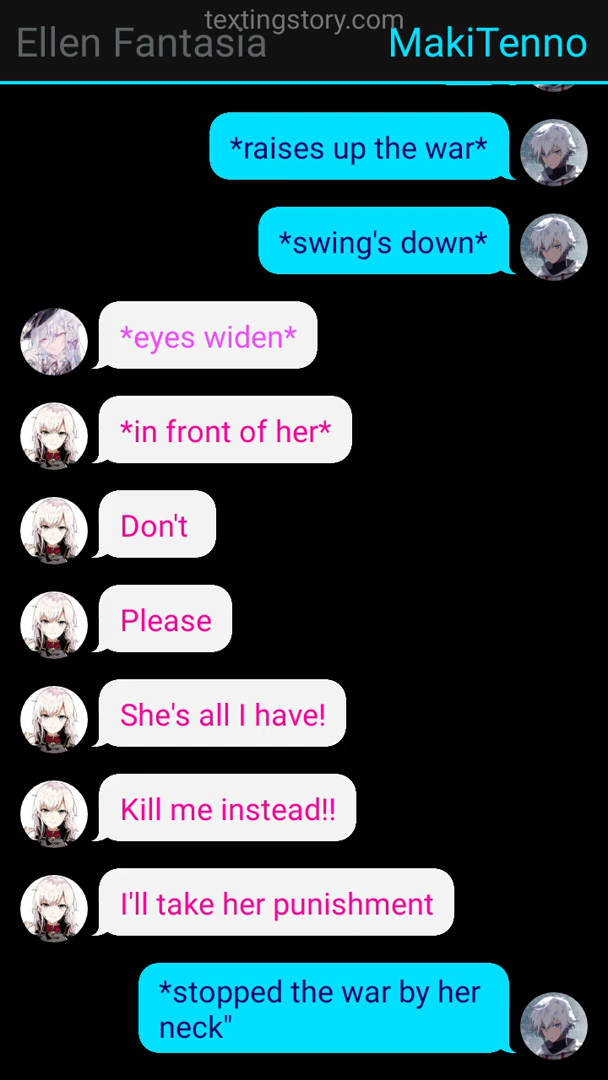 textingstory.com
Ellen Fantasia
MakiTenno
*raises up the war*
*swing's down*
*eyes widen*
*in front of her*
Don't
Please
She's all I have!
Kill me instead!!
I'll take her punishment
*stopped the war by her
neck"